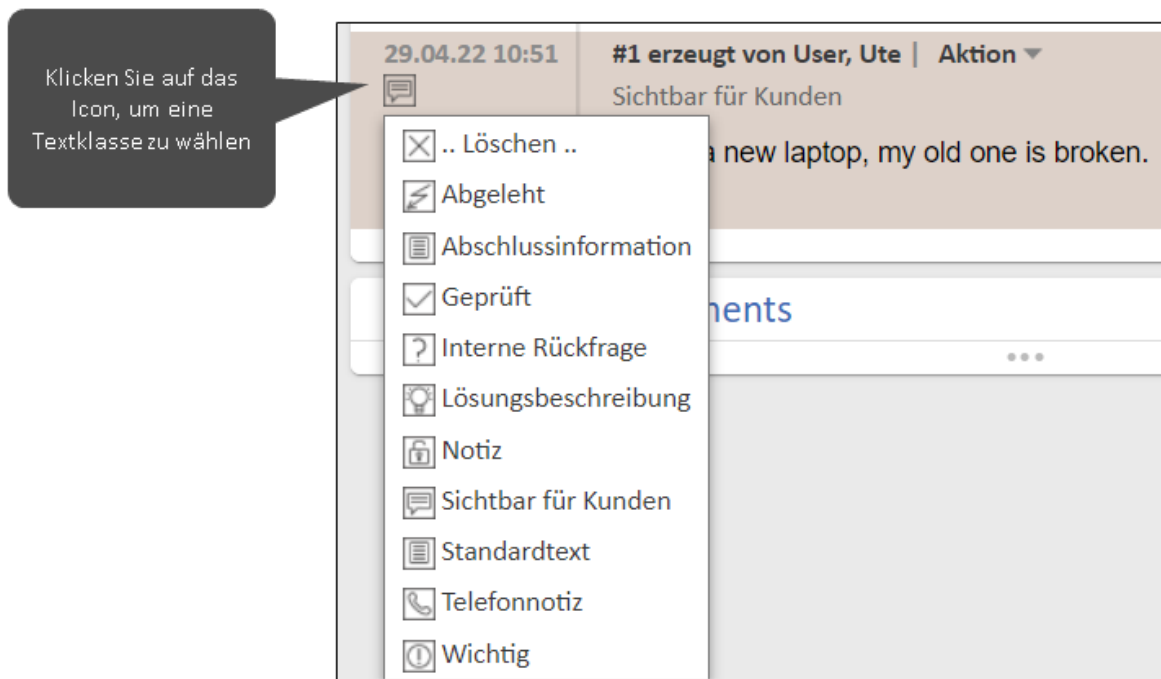 Klicken Sie auf das
Icon, um eine
Textklasse zu wählen
29.04.22 10:51
#1 erzeugt von User, Ute | Aktion
Sichtbar für Kunden
a new laptop, my old one is broken.
.. Löschen ..
Abgeleht
Abschlussinformation
Geprüft
Interne Rückfrage
Lösungsbeschreibung
Notiz
Sichtbar für Kunden
Standardtext
Telefonnotiz
Wichtig